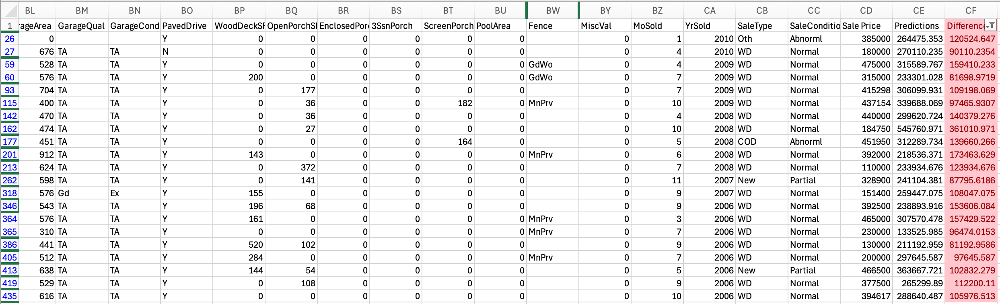 BL BM BN BO BP BQ BR BS BT BU BW BY BZ CA CB CC CD CE CF
1 rageArea GarageQual GarageCond PavedDrive WoodDeckSF OpenPorchSI EnclosedPorc 3SsnPorch ScreenPorch PoolArea Fence MiscVal MoSold YrSold SaleType SaleConditio Sale Price Predictions Difference
26 0 Y 0 0 0 0 0 0 0 1 2010 Oth Abnorml 385000 264475.353 120524.647
27 676 TA TA N 0 0 0 0 0 0 0 4 2010 WD Normal 180000 270110.235 90110.2354
59 528 TA TA Y 0 0 0 0 0 0 GdWo 0 4 2009 WD Normal 475000 315589.767 159410.233
60 576 TA TA Y 200 0 0 0 0 0 GdWo 0 7 2009 WD Normal 315000 233301.028 81698.9719
93 704 TA TA Y 0 177 0 0 0 0 0 7 2009 WD Normal 415298 306099.931 109198.069
115 400 TA TA Y 0 36 0 0 182 0 MnPrv 0 10 2009 WD Normal 437154 339688.069 97465.9307
142 470 TA TA Y 0 36 0 0 0 0 0 4 2008 WD Normal 440000 299620.724 140379.276
162 474 TA TA Y 0 27 0 0 0 0 0 10 2008 WD Normal 184750 545760.971 361010.971
177 451 TA TA Y 0 0 0 0 164 0 0 5 2008 COD Abnorml 451950 312289.734 139660.266
201 912 TA TA Y 143 0 0 0 0 0 MnPrv 0 6 2008 WD Normal 392000 218536.371 173463.629
213 624 TA TA Y 0 372 0 0 0 0 0 7 2008 WD Normal 110000 233934.676 123934.676
262 598 TA TA Y 0 141 0 0 0 0 0 11 2007 New Partial 328900 241104.381 87795.6186
318 576 Gd Ex Y 155 0 0 0 0 0 0 9 2007 WD Normal 151400 259447.075 108047.075
346 543 TA TA Y 196 68 0 0 0 0 0 9 2006 WD Normal 392500 238893.916 153606.084
364 576 TA TA Y 161 0 0 0 0 0 MnPrv 0 3 2006 WD Normal 465000 307570.478 157429.522
365 310 TA TA Y 0 0 0 0 0 0 MnPrv 0 7 2006 WD Normal 230000 133525.985 96474.0153
386 441 TA TA Y 520 102 0 0 0 0 0 9 2006 WD Normal 130000 211192.959 81192.9586
405 512 TA TA Y 284 0 0 0 0 0 MnPrv 0 7 2006 WD Normal 200000 297645.587 97645.587
413 638 TA TA Y 144 54 0 0 0 0 0 5 2006 New Partial 466500 363667.721 102832.279
419 529 TA TA Y 0 108 0 0 0 0 0 9 2006 WD Normal 377500 265299.89 112200.11
435 616 TA TA Y 0 0 0 0 0 0 0 10 2006 WD Normal 394617 288640.487 105976.513